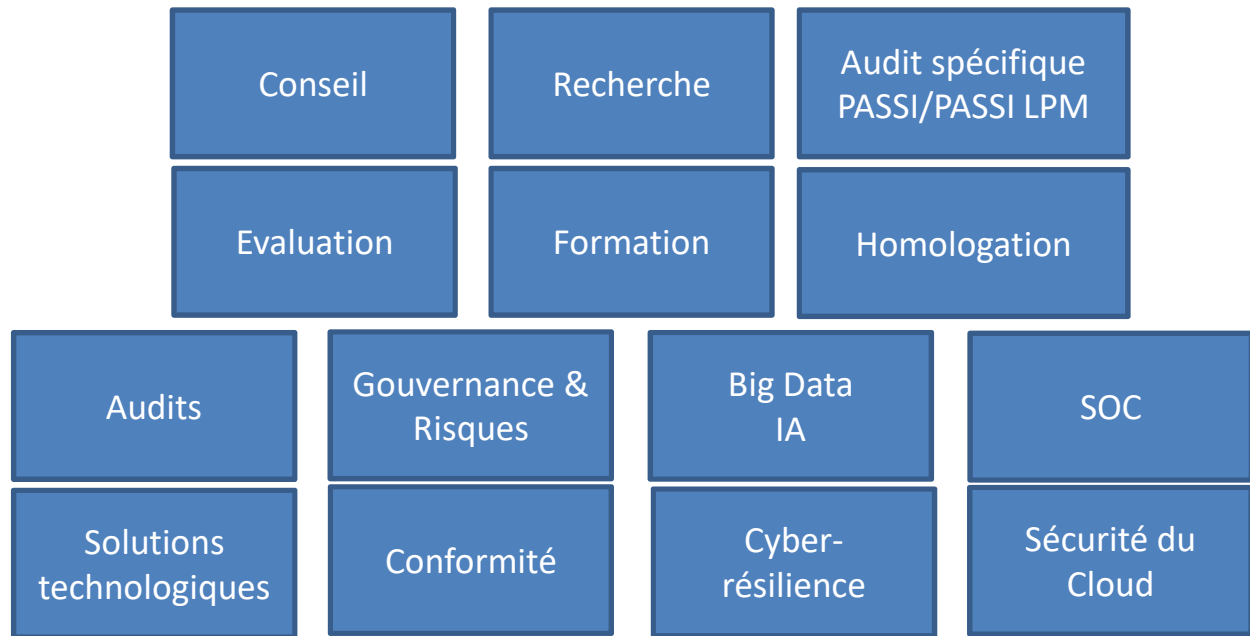 Conseil
Recherche
Audit spécifique
PASSI/PASSI LPM
Evaluation
Formation
Homologation
Audits
Gouvernance &
Risques
Big Data
IA
SOC
Solutions
technologiques
Conformité
Cyber-
résilience
Sécurité du
Cloud